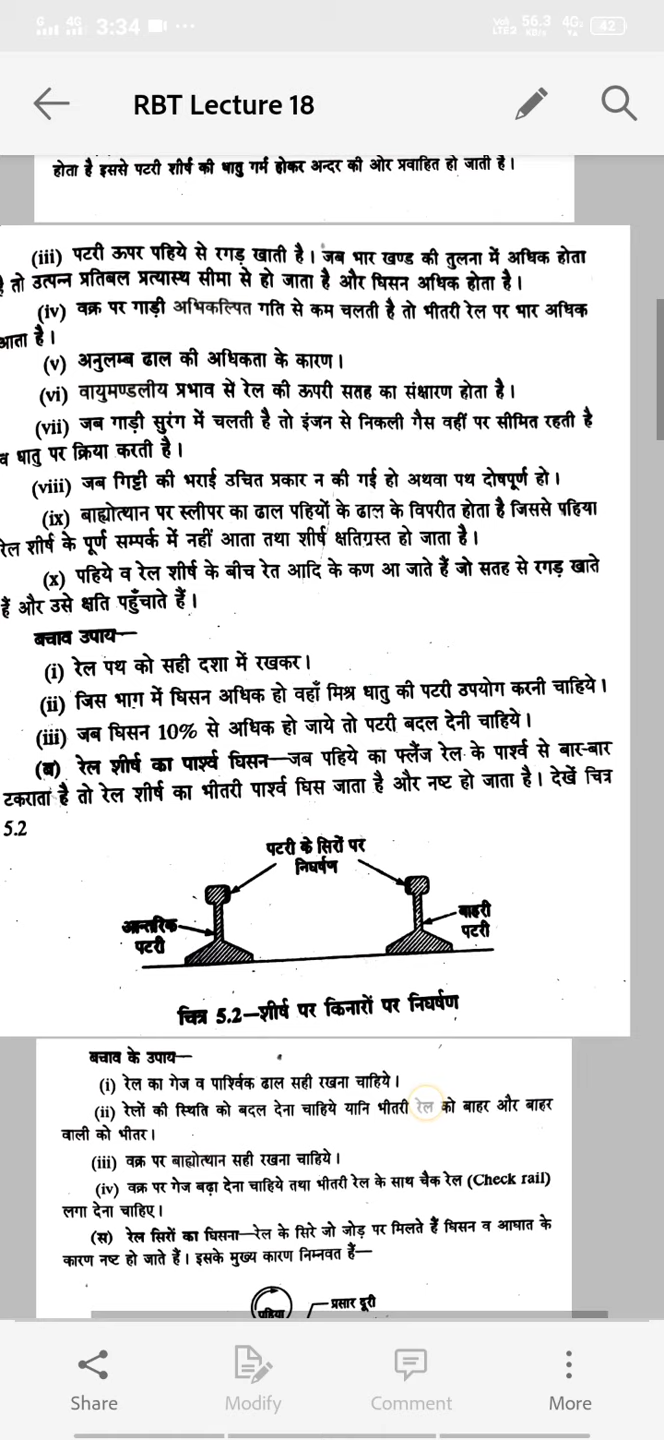 3:34
56.3
42
RBT Lecture 18
होता है इससे पटरी शीर्ष की धातु गर्म होकर अन्दर की ओर प्रवाहित हो जाती है।
(iii) पटरी ऊपर पहिये से रगड़ खाती है। जब भार खण्ड की तुलना में अधिक होता
है तो उत्पन्न प्रतिबल प्रत्यास्थ सीमा से हो जाता है और घिसन अधिक होता है।
(iv) वक्र पर गाड़ी अभिकल्पित गति से कम चलती है तो भीतरी रेल पर भार अधिक
आता है।
(v) अनुलम्ब ढाल की अधिकता के कारण।
(vi) वायुमण्डलीय प्रभाव से रेल की ऊपरी सतह का संक्षारण होता है।
(vii) जब गाड़ी सुरंग में चलती है तो इंजन से निकली गैस वहीं पर सीमित रहती है
व धातु पर क्रिया करती है।
(viii) जब गिट्टी की भराई उचित प्रकार न की गई हो अथवा पथ दोषपूर्ण हो।
(ix) बाह्योत्थान पर स्लीपर का ढाल पहियों के ढाल के विपरीत होता है जिससे पहिया
रेल शीर्ष के पूर्ण सम्पर्क में नहीं आता तथा शीर्ष क्षतिग्रस्त हो जाता है।
(x) पहिये व रेल शीर्ष के बीच रेत आदि के कण आ जाते हैं जो सतह से रगड़ खाते
हैं और उसे क्षति पहुँचाते हैं।
बचाव उपाय—
(i) रेल पथ को सही दशा में रखकर।
(ii) जिस भाग में घिसन अधिक हो वहाँ मिश्र धातु की पटरी उपयोग करनी चाहिये।
(iii) जब घिसन 10% से अधिक हो जाये तो पटरी बदल देनी चाहिये।
(ब) रेल शीर्ष का पार्श्व घिसन—जब पहिये का फ्लैंज रेल के पार्श्व से बार-बार
टकराता है तो रेल शीर्ष का भीतरी पार्श्व घिस जाता है और नष्ट हो जाता है। देखें चित्र
5.2
पटरी के सिरों पर
निघर्षण
आन्तरिक
पटरी
बाहरी
पटरी
चित्र 5.2—शीर्ष पर किनारों पर निघर्षण
बचाव के उपाय—
(i) रेल का गेज व पार्श्विक ढाल सही रखना चाहिये।
(ii) रेलों की स्थिति को बदल देना चाहिये यानि भीतरी रेल को बाहर और बाहर
वाली को भीतर।
(iii) वक्र पर बाह्योत्थान सही रखना चाहिये।
(iv) वक्र पर गेज बढ़ा देना चाहिये तथा भीतरी रेल के साथ चैक रेल (Check rail)
लगा देना चाहिए।
(स) रेल सिरों का घिसना—रेल के सिरे जो जोड़ पर मिलते हैं घिसन व आघात के
कारण नष्ट हो जाते हैं। इसके मुख्य कारण निम्नवत हैं—
पहिया
प्रसार दूरी
Share
Modify
Comment
More